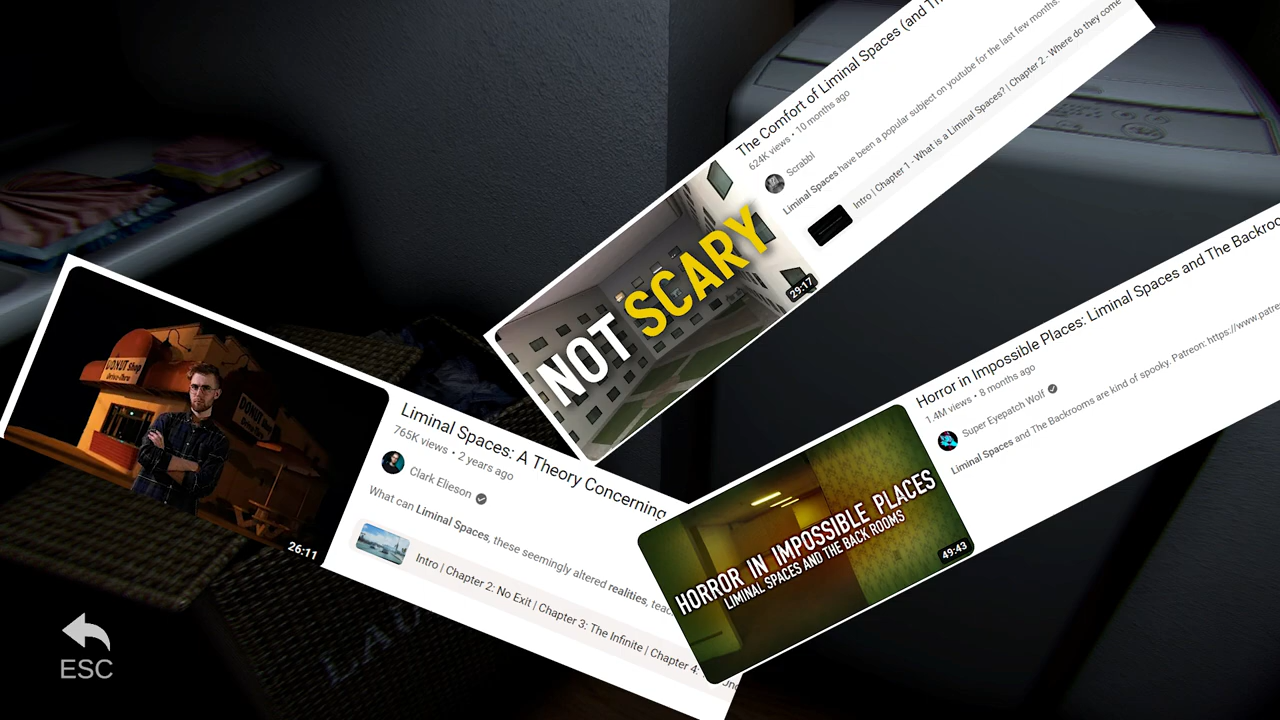 The Comfort of Liminal Spaces (and
624K views • 10 months ago
Scrabbl
Liminal Spaces have been a popular subject on youtube for the last few months.
Intro | Chapter 1 - What is a Liminal Spaces? | Chapter 2 - Where do they come
NOT SCARY
29:17
DONUT Shop
Drive-Thru
DONUT
26:11
Liminal Spaces: A Theory Concerning
765K views • 2 years ago
Clark Elieson
What can Liminal Spaces, these seemingly altered realities,
Intro | Chapter 2: No Exit | Chapter 3: The Infinite | Chapter 4:
Horror in Impossible Places: Liminal Spaces and The
1.4M views • 8 months ago
Super Eyepatch Wolf
Liminal Spaces and The Backrooms are kind of spooky. Patreon:
HORROR IN IMPOSSIBLE PLACES
LIMINAL SPACES AND THE BACK ROOMS
49:43
ESC